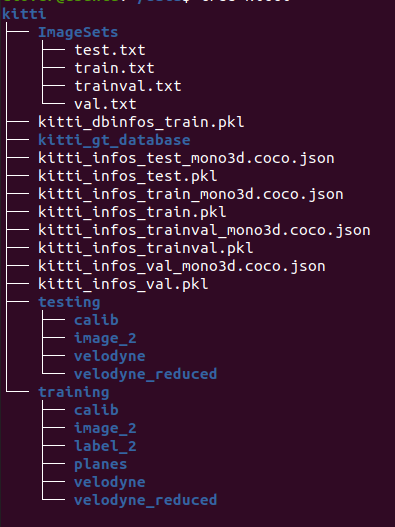 kitti
├── ImageSets
│   ├── test.txt
│   ├── train.txt
│   ├── trainval.txt
│   └── val.txt
├── kitti_dbinfos_train.pkl
├── kitti_gt_database
├── kitti_infos_test_mono3d.coco.json
├── kitti_infos_test.pkl
├── kitti_infos_train_mono3d.coco.json
├── kitti_infos_train.pkl
├── kitti_infos_trainval_mono3d.coco.json
├── kitti_infos_trainval.pkl
├── kitti_infos_val_mono3d.coco.json
├── kitti_infos_val.pkl
├── testing
│   ├── calib
│   ├── image_2
│   ├── velodyne
│   └── velodyne_reduced
└── training
    ├── calib
    ├── image_2
    ├── label_2
    ├── planes
    ├── velodyne
    └── velodyne_reduced